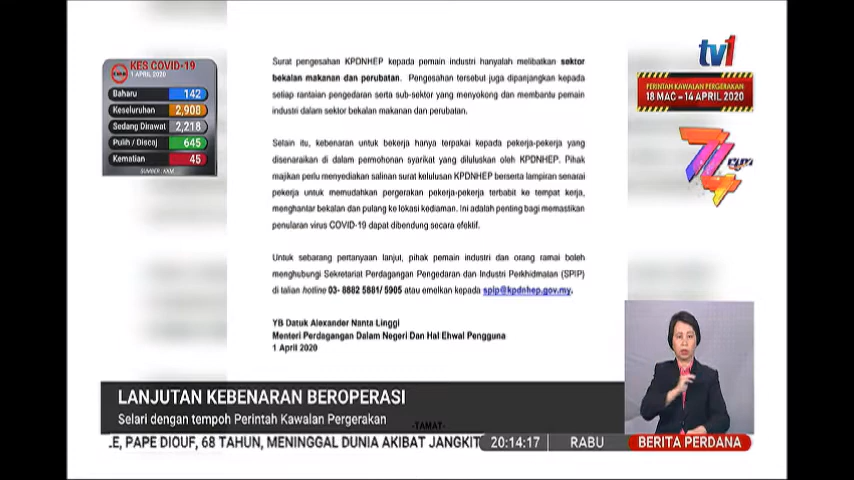 KES COVID-19
1 APRIL 2020
Baharu 142
Keseluruhan 2,908
Sedang Dirawat 2,218
Pulih / Discaj 645
Kematian 45
SUMBER : KKM
Surat pengesahan KPDNHEP kepada pemain industri hanyalah melibatkan sektor
bekalan makanan dan perubatan. Pengesahan tersebut juga dipanjangkan kepada
setiap rantaian pengedaran serta sub-sektor yang menyokong dan membantu pemain
industri dalam sektor bekalan makanan dan perubatan.
Selain itu, kebenaran untuk bekerja hanya terpakai kepada pekerja-pekerja yang
disenaraikan di dalam permohonan syarikat yang diluluskan oleh KPDNHEP. Pihak
majikan perlu menyediakan salinan surat kelulusan KPDNHEP berserta lampiran senarai
pekerja untuk memudahkan pergerakan pekerja-pekerja terbabit ke tempat kerja,
menghantar bekalan dan pulang ke lokasi kediaman. Ini adalah penting bagi memastikan
penularan virus COVID-19 dapat dibendung secara efektif.
Untuk sebarang pertanyaan lanjut, pihak pemain industri dan orang ramai boleh
menghubungi Sekretariat Perdagangan Pengedaran dan Industri Perkhidmatan (SPIP)
di talian hotline 03- 8882 5881/ 5905 atau emelkan kepada spip@kpdnhep.gov.my.
YB Datuk Alexander Nanta Linggi
Menteri Perdagangan Dalam Negeri Dan Hal Ehwal Pengguna
1 April 2020
-TAMAT-
tv1
PERINTAH KAWALAN PERGERAKAN
18 MAC – 14 APRIL 2020
74
LANJUTAN KEBENARAN BEROPERASI
Selari dengan tempoh Perintah Kawalan Pergerakan
E, PAPE DIOUF, 68 TAHUN, MENINGGAL DUNIA AKIBAT JANGKIT
20:14:17 RABU BERITA PERDANA